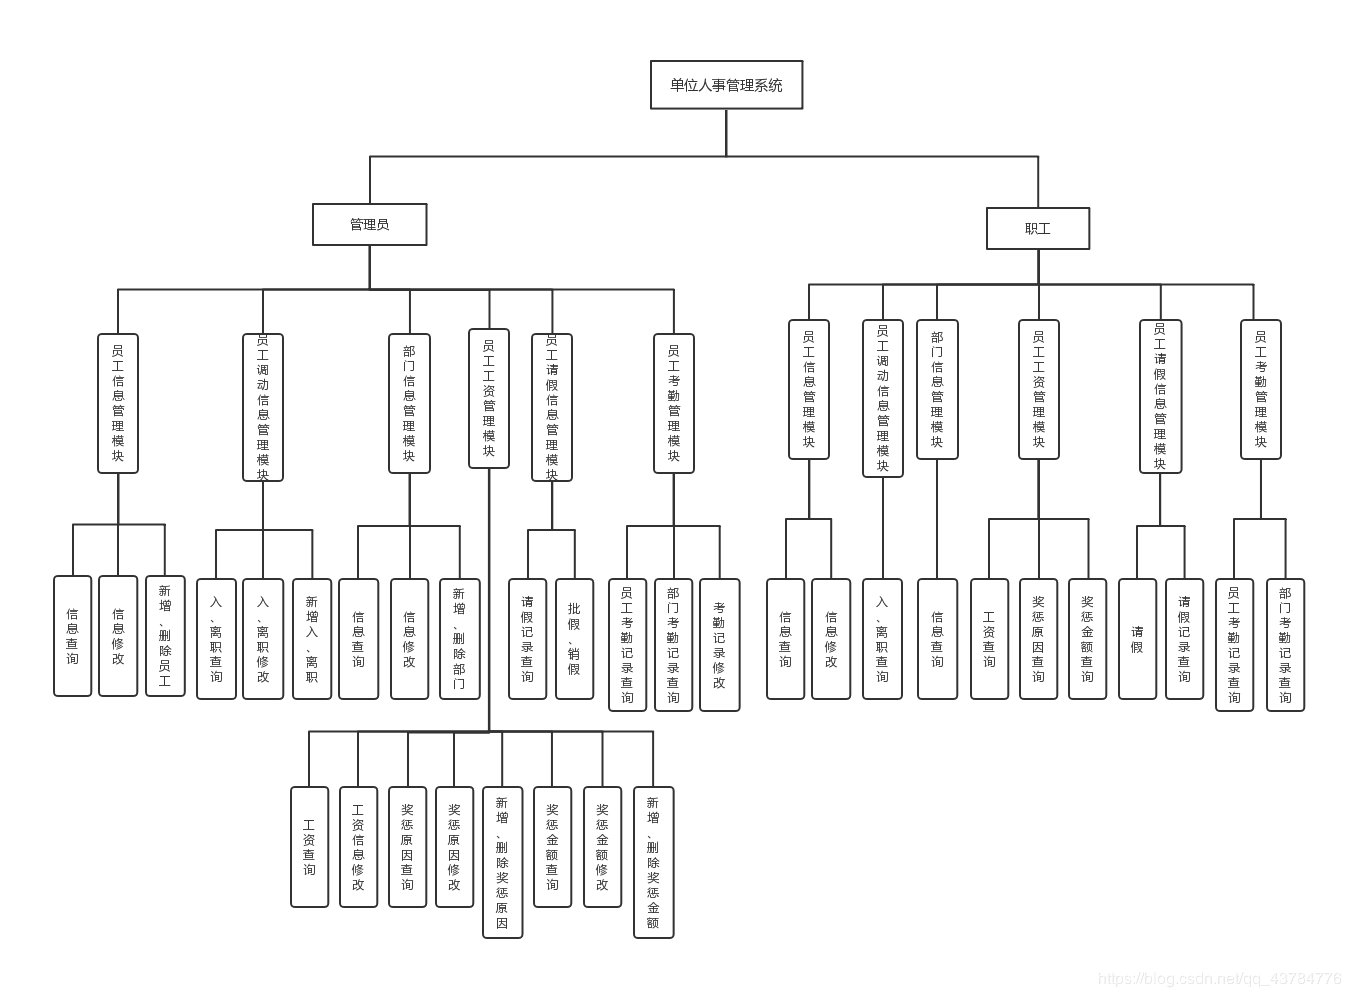 单位人事管理系统
管理员
职工
员工信息管理模块
员工调动信息管理模块
部门信息管理模块
员工工资管理模块
员工请假信息管理模块
员工考勤管理模块
员工信息管理模块
员工调动信息管理模块
部门信息管理模块
员工工资管理模块
员工请假信息管理模块
员工考勤管理模块
信息查询
信息修改
新增、删除员工
入、离职查询
入、离职修改
新增入、离职
信息查询
信息修改
新增、删除部门
请假记录查询
批假、销假
员工考勤记录查询
部门考勤记录查询
考勤记录修改
信息查询
信息修改
入、离职查询
信息查询
工资查询
奖惩原因查询
奖惩金额查询
请假
请假记录查询
员工考勤记录查询
部门考勤记录查询
工资查询
工资信息修改
奖惩原因查询
奖惩原因修改
新增、删除奖惩原因
奖惩金额查询
奖惩金额修改
新增、删除奖惩金额
https://blog.csdn.net/qq_43784776